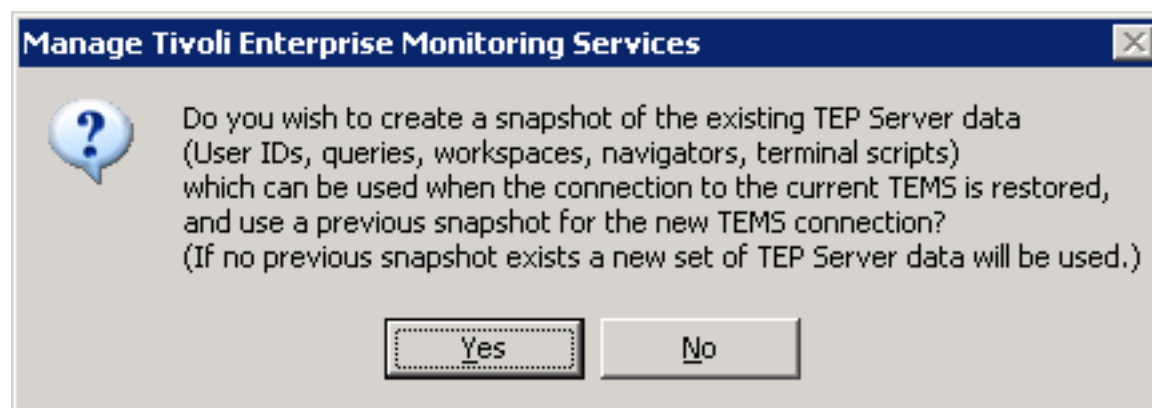 Manage Tivoli Enterprise Monitoring Services
Do you wish to create a snapshot of the existing TEP Server data
(User IDs, queries, workspaces, navigators, terminal scripts)
which can be used when the connection to the current TEMS is restored,
and use a previous snapshot for the new TEMS connection?
(If no previous snapshot exists a new set of TEP Server data will be used.)
Yes No